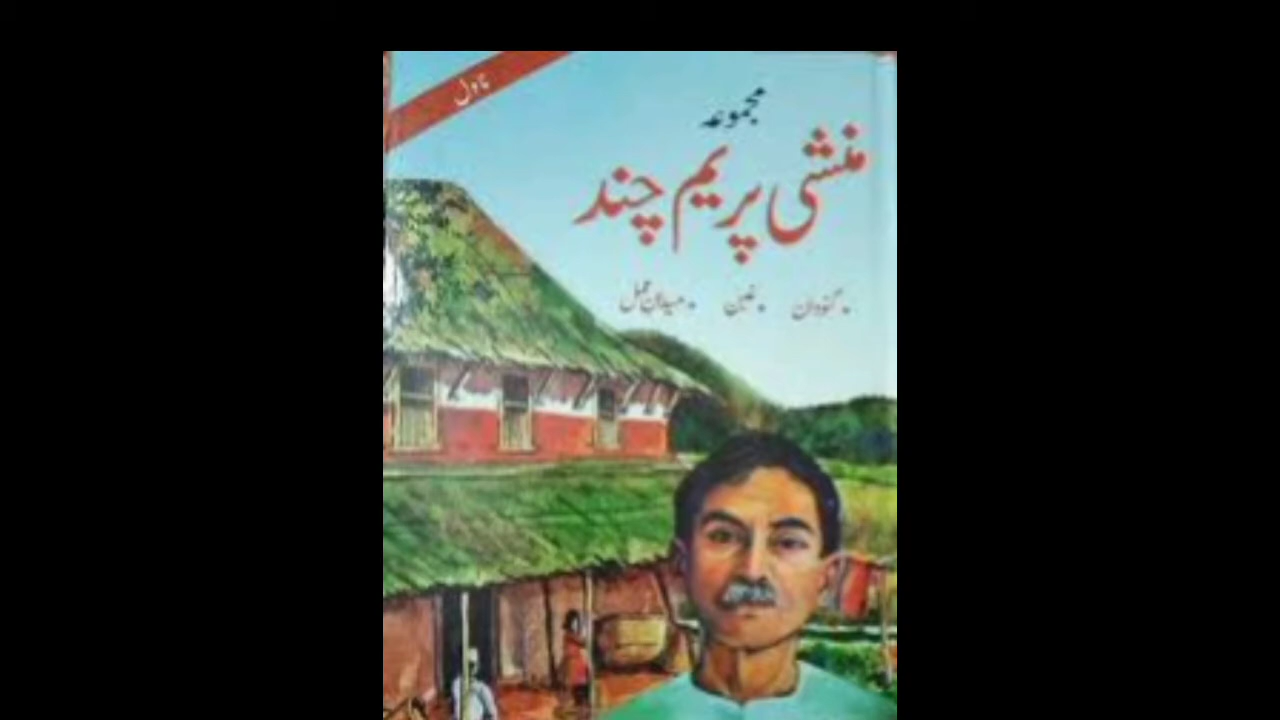 ناول
مجموعہ
منشی پریم چند
• گئودان • غبن • میدان عمل